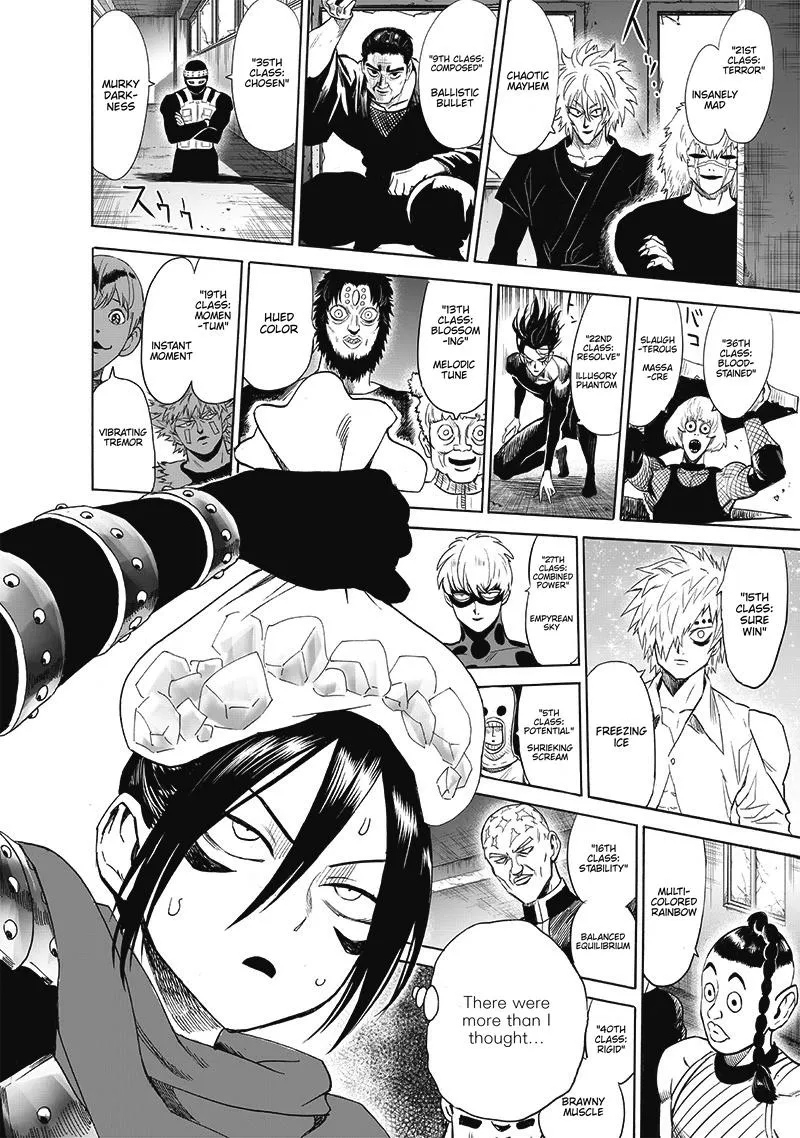 "21ST
CLASS:
TERROR"
INSANELY
MAD
CHAOTIC
MAYHEM
"9TH CLASS:
COMPOSED"
BALLISTIC
BULLET
"35TH
CLASS:
CHOSEN"
MURKY
DARK-
NESS
スウゥ
バコ
"36TH
CLASS:
BLOOD-
STAINED"
SLAUGH-
TEROUS
MASSA-
CRE
"22ND
CLASS:
RESOLVE"
ILLUSORY
PHANTOM
"13TH
CLASS:
BLOSSOM
-ING"
MELODIC
TUNE
HUED
COLOR
"19TH
CLASS:
MOMEN-
TUM"
INSTANT
MOMENT
VIBRATING
TREMOR
"15TH
CLASS:
SURE
WIN"
FREEZING
ICE
"27TH
CLASS:
COMBINED
POWER"
EMPYREAN
SKY
"5TH
CLASS:
POTENTIAL"
SHRIEKING
SCREAM
MULTI-
COLORED
RAINBOW
"16TH
CLASS:
STABILITY"
BALANCED
EQUILIBRIUM
"40TH
CLASS:
RIGID"
BRAWNY
MUSCLE
There were
more than I
thought...